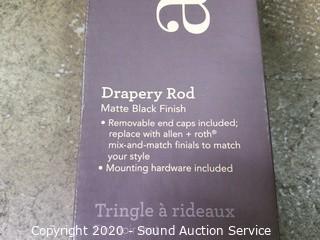 a
Drapery Rod
Matte Black Finish
• Removable end caps included;
replace with allen + roth®
mix-and-match finials to match
your style
• Mounting hardware included
Tringle à rideaux
Copyright 2020 - Sound Auction Service